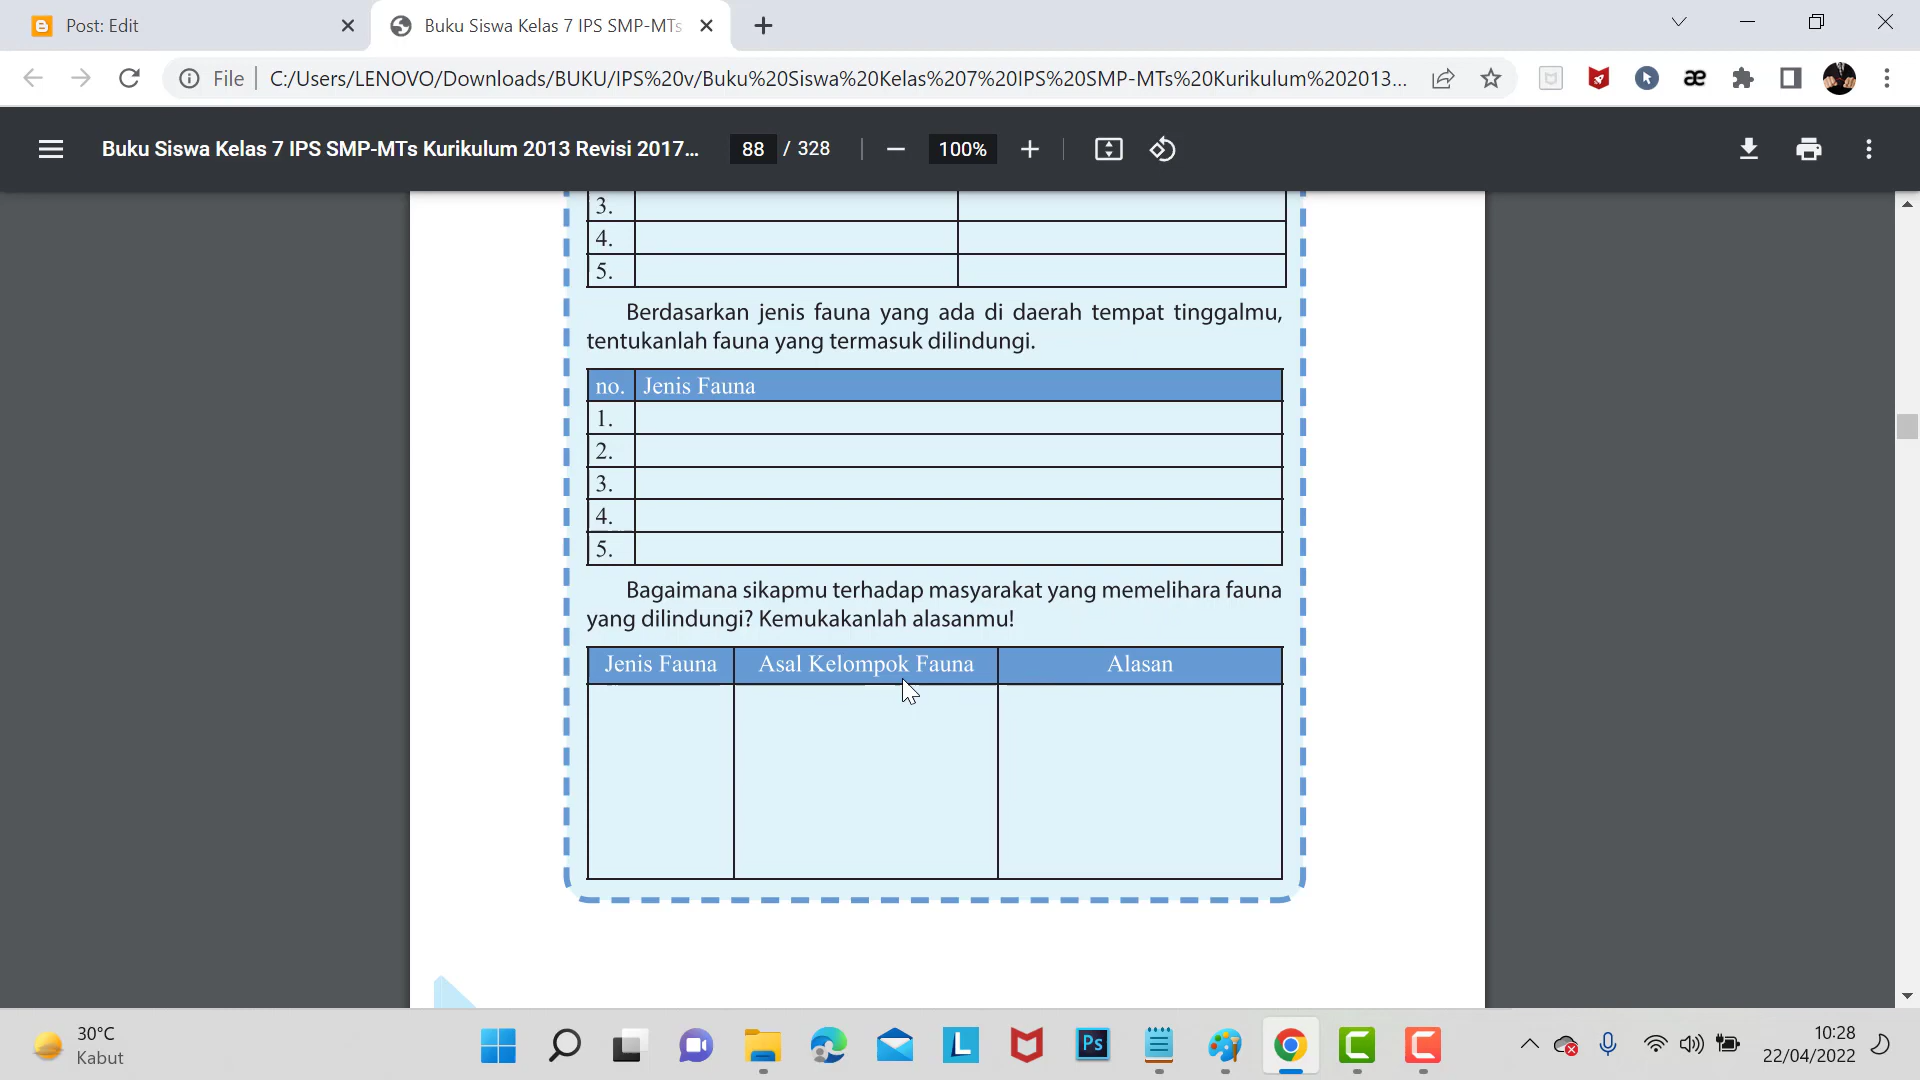 Post: Edit
Buku Siswa Kelas 7 IPS SMP-MTs
File
C:/Users/LENOVO/Downloads/BUKU/IPS%20v/Buku%20Siswa%20Kelas%207%20IPS%20SMP-MTs%20Kurikulum%202013...
Buku Siswa Kelas 7 IPS SMP-MTs Kurikulum 2013 Revisi 2017...
88 / 328
100%
3.
4.
5.
Berdasarkan jenis fauna yang ada di daerah tempat tinggalmu,
tentukanlah fauna yang termasuk dilindungi.
no. Jenis Fauna
1.
2.
3.
4.
5.
Bagaimana sikapmu terhadap masyarakat yang memelihara fauna
yang dilindungi? Kemukakanlah alasanmu!
Jenis Fauna Asal Kelompok Fauna Alasan
30°C
Kabut
L
Ps
10:28
22/04/2022